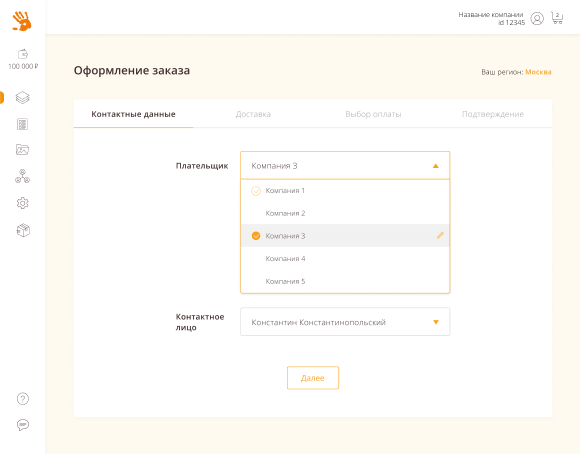 Название компании
id 12345
2
100 000 ₽
Оформление заказа
Ваш регион: Москва
Контактные данные
Доставка
Выбор оплаты
Подтверждение
Плательщик
Компания 3
Компания 1
Компания 2
Компания 3
Компания 4
Компания 5
Контактное
лицо
Константин Константинопольский
Далее
?